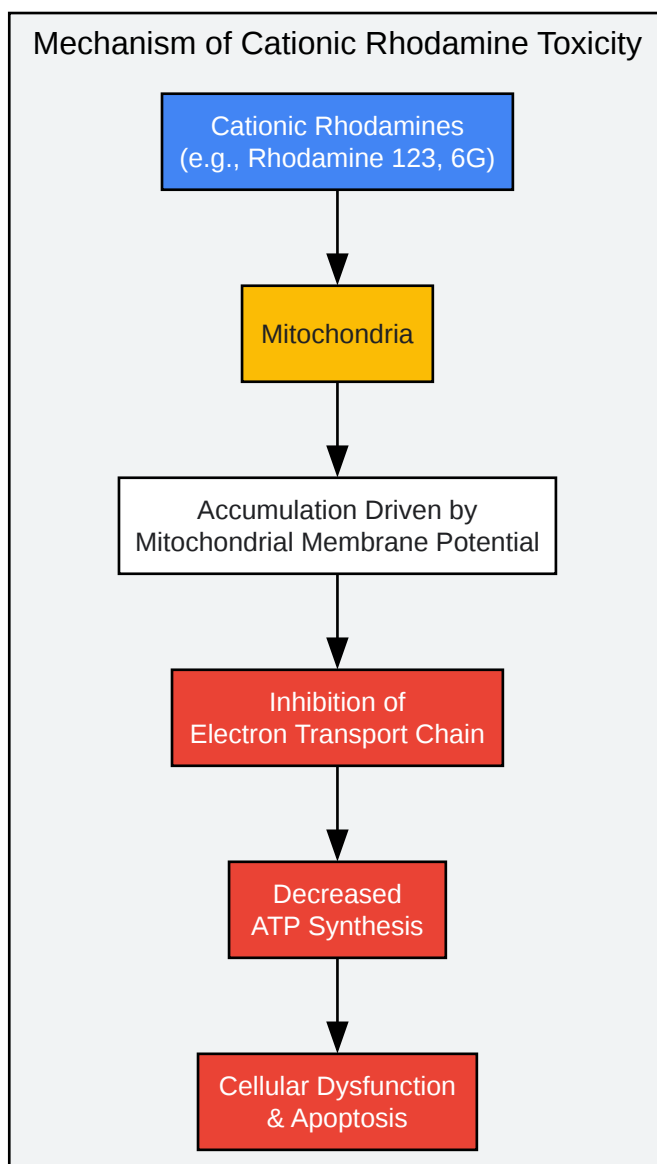 Mechanism of Cationic Rhodamine Toxicity
Cationic Rhodamines
(e.g., Rhodamine 123, 6G)
Mitochondria
Accumulation Driven by
Mitochondrial Membrane Potential
Inhibition of
Electron Transport Chain
Decreased
ATP Synthesis
Cellular Dysfunction
& Apoptosis